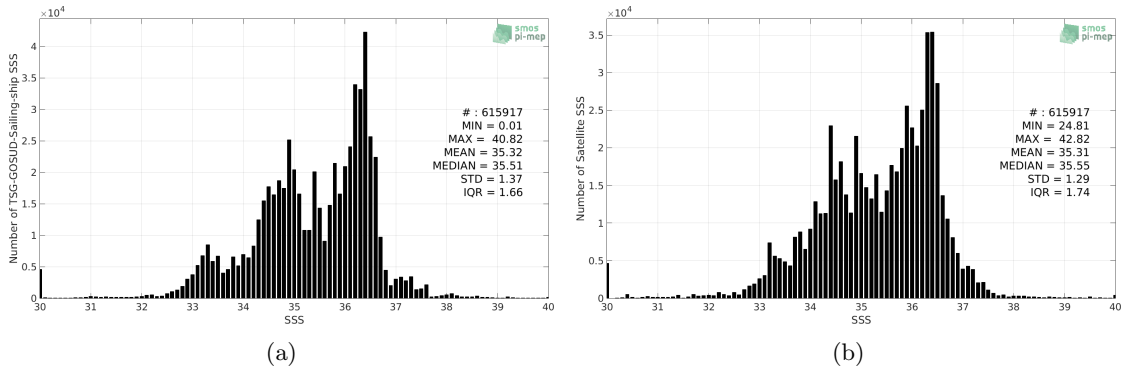 ×10⁴
smos
pi-mep
4
3.5
3
2.5
2
1.5
1
0.5
0
Number of TSG-GOSUD-Sailing-ship SSS
# : 615917
MIN = 0.01
MAX = 40.82
MEAN = 35.32
MEDIAN = 35.51
STD = 1.37
IQR = 1.66
30 31 32 33 34 35 36 37 38 39 40
SSS
(a)
×10⁴
smos
pi-mep
3.5
3
2.5
2
1.5
1
0.5
0
Number of Satellite SSS
# : 615917
MIN = 24.81
MAX = 42.82
MEAN = 35.31
MEDIAN = 35.55
STD = 1.29
IQR = 1.74
30 31 32 33 34 35 36 37 38 39 40
SSS
(b)